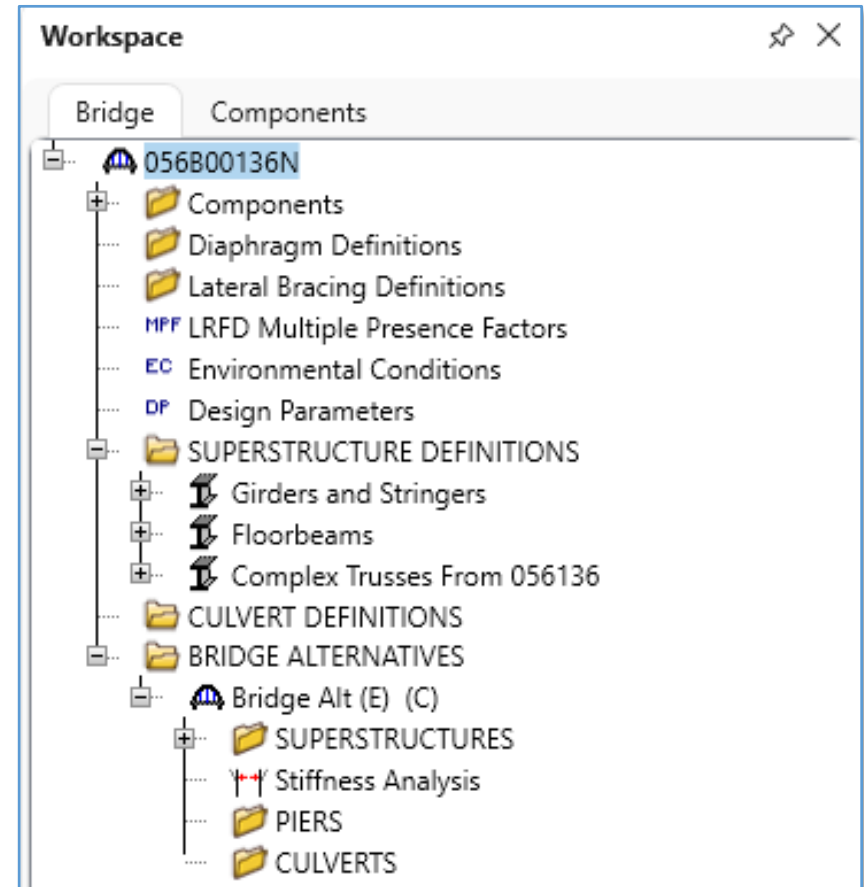 Workspace
Bridge Components
056B00136N
Components
Diaphragm Definitions
Lateral Bracing Definitions
MPF LRFD Multiple Presence Factors
EC Environmental Conditions
DP Design Parameters
SUPERSTRUCTURE DEFINITIONS
Girders and Stringers
Floorbeams
Complex Trusses From 056136
CULVERT DEFINITIONS
BRIDGE ALTERNATIVES
Bridge Alt (E) (C)
SUPERSTRUCTURES
Stiffness Analysis
PIERS
CULVERTS